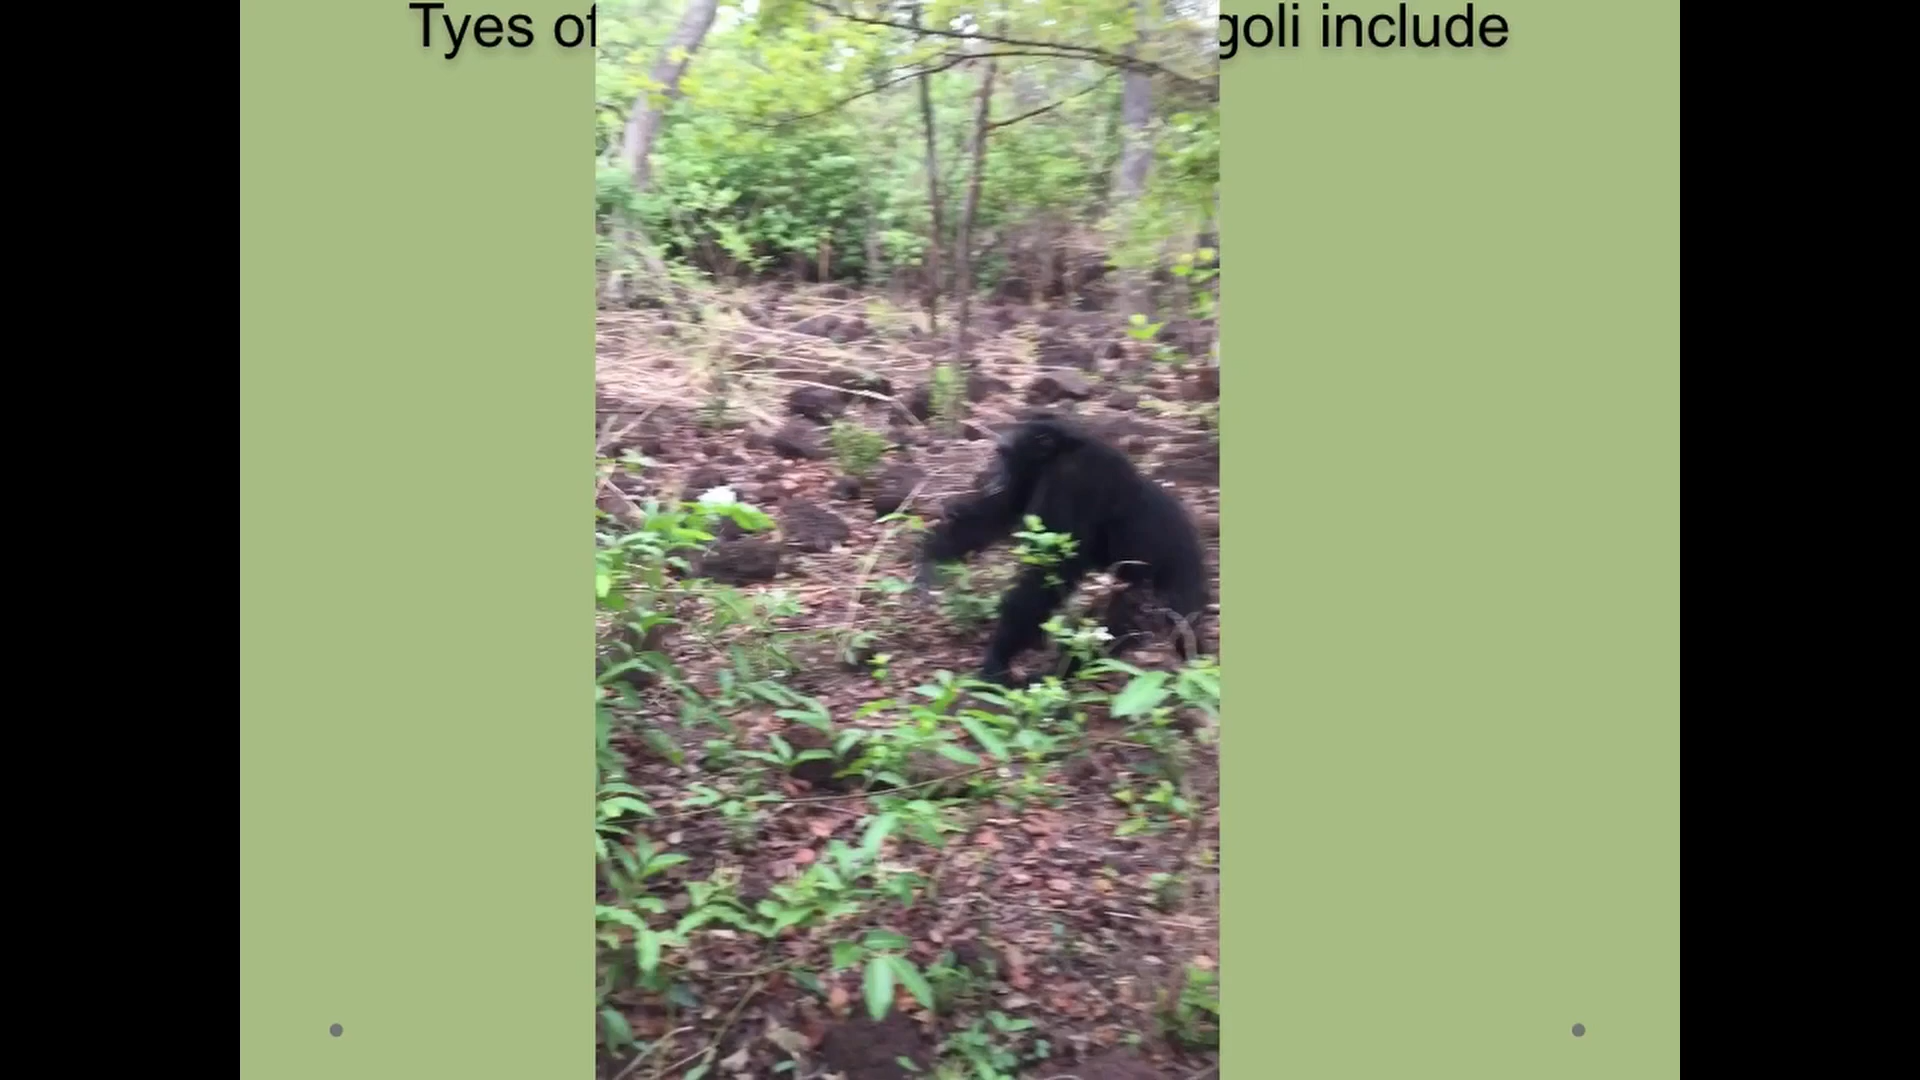 Tyes of goli include